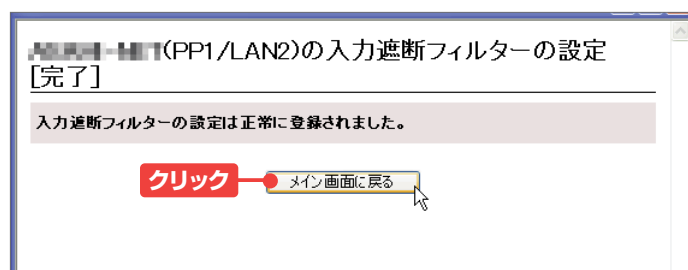 (PP1/LAN2)の入力遮断フィルターの設定
[完了]
入力遮断フィルターの設定は正常に登録されました。
クリック
メイン画面に戻る